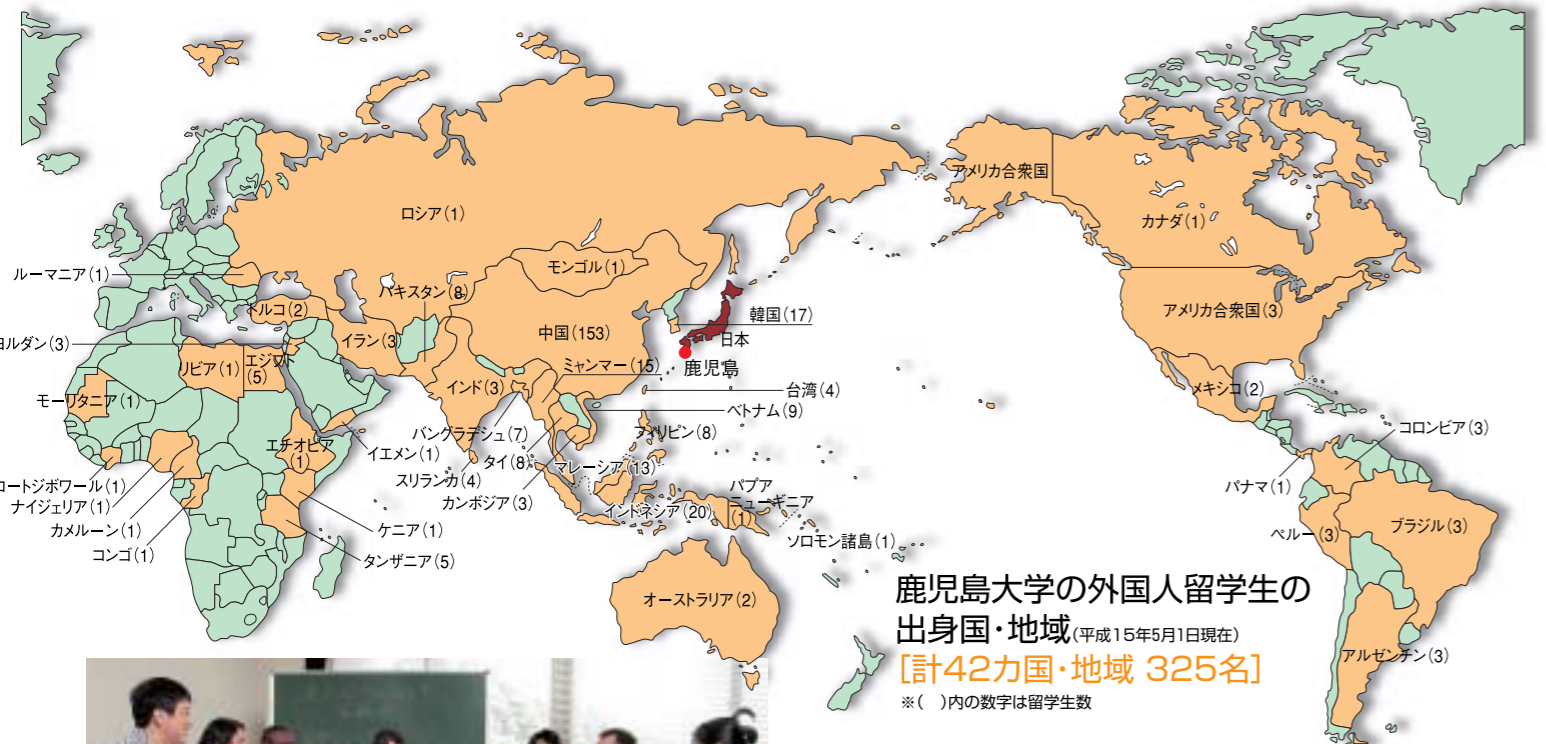 アメリカ合衆国
ロシア(1)
カナダ(1)
ルーマニア(1)
モンゴル(1)
パキスタン(8)
トルコ(2)
アメリカ合衆国(3)
韓国(17)
中国(153)
日本
ヨルダン(3)
イラン(3)
鹿児島
リビア(1)
エジプト
(5)
ミャンマー(15)
インド(3)
台湾(4)
メキシコ(2)
モーリタニア(1)
ベトナム(9)
コロンビア(3)
バングラデシュ(7)
フィリピン(8)
エチオピア
(1)
イエメン(1)
タイ(8)
マレーシア(13)
スリランカ(4)
カンボジア(3)
パナマ(1)
コートジボワール(1)
ナイジェリア(1)
パプア
ニューギニア
(1)
インドネシア(20)
カメルーン(1)
ケニア(1)
ブラジル(3)
ペルー(3)
コンゴ(1)
タンザニア(5)
ソロモン諸島(1)
オーストラリア(2)
アルゼンチン(3)
鹿児島大学の外国人留学生の
出身国・地域(平成15年5月1日現在)
[計42カ国・地域 325名]
※( )内の数字は留学生数